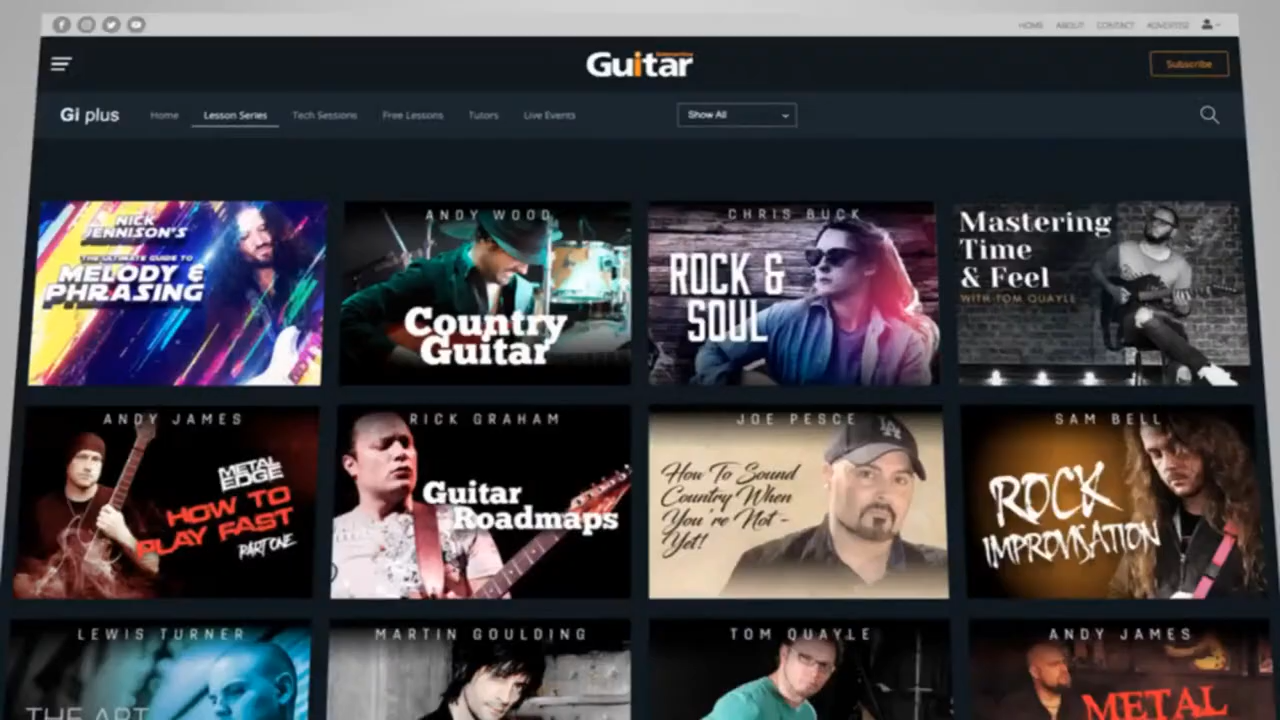 HOME ABOUT CONTACT ADVERTISE
Guitar
Subscribe
Gi plus Home Lesson Series Tech Sessions Free Lessons Tutors Live Events Show All
NICK
JENNISON'S
THE ULTIMATE GUIDE TO
MELODY &
PHRASING
ANDY WOOD
Country
Guitar
CHRIS BUCK
ROCK &
SOUL
Mastering
Time
& Feel
WITH TOM QUAYLE
ANDY JAMES
METAL
EDGE
HOW TO
PLAY FAST
PART ONE
RICK GRAHAM
Guitar
Roadmaps
JOE PESCE
How To Sound
Country When
You're Not -
Yet!
SAM BELL
ROCK
IMPROVISATION
LEWIS TURNER
THE ART
MARTIN GOULDING
TOM QUAYLE
ANDY JAMES
METAL